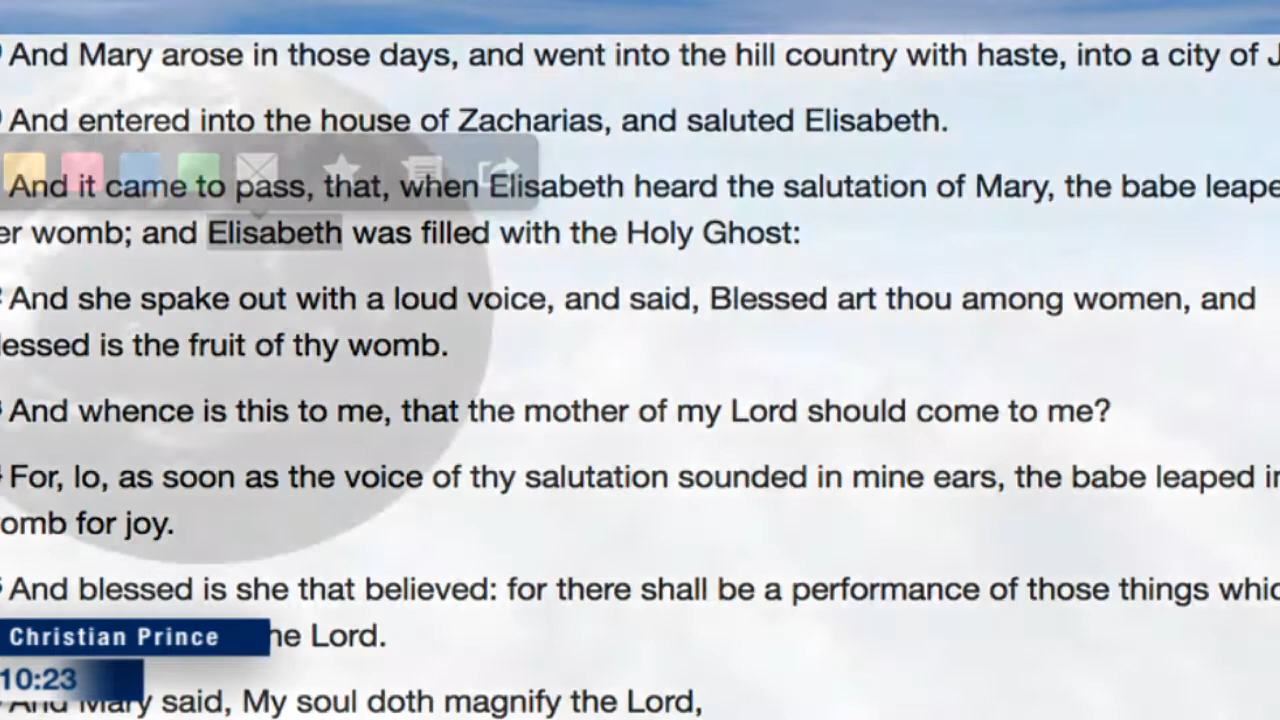 And Mary arose in those days, and went into the hill country with haste, into a city of J
And entered into the house of Zacharias, and saluted Elisabeth.
And it came to pass, that, when Elisabeth heard the salutation of Mary, the babe leape
er womb; and Elisabeth was filled with the Holy Ghost:
And she spake out with a loud voice, and said, Blessed art thou among women, and
lessed is the fruit of thy womb.
And whence is this to me, that the mother of my Lord should come to me?
For, lo, as soon as the voice of thy salutation sounded in mine ears, the babe leaped in
omb for joy.
And blessed is she that believed: for there shall be a performance of those things whic
Christian Prince he Lord.
10:23
And Mary said, My soul doth magnify the Lord,